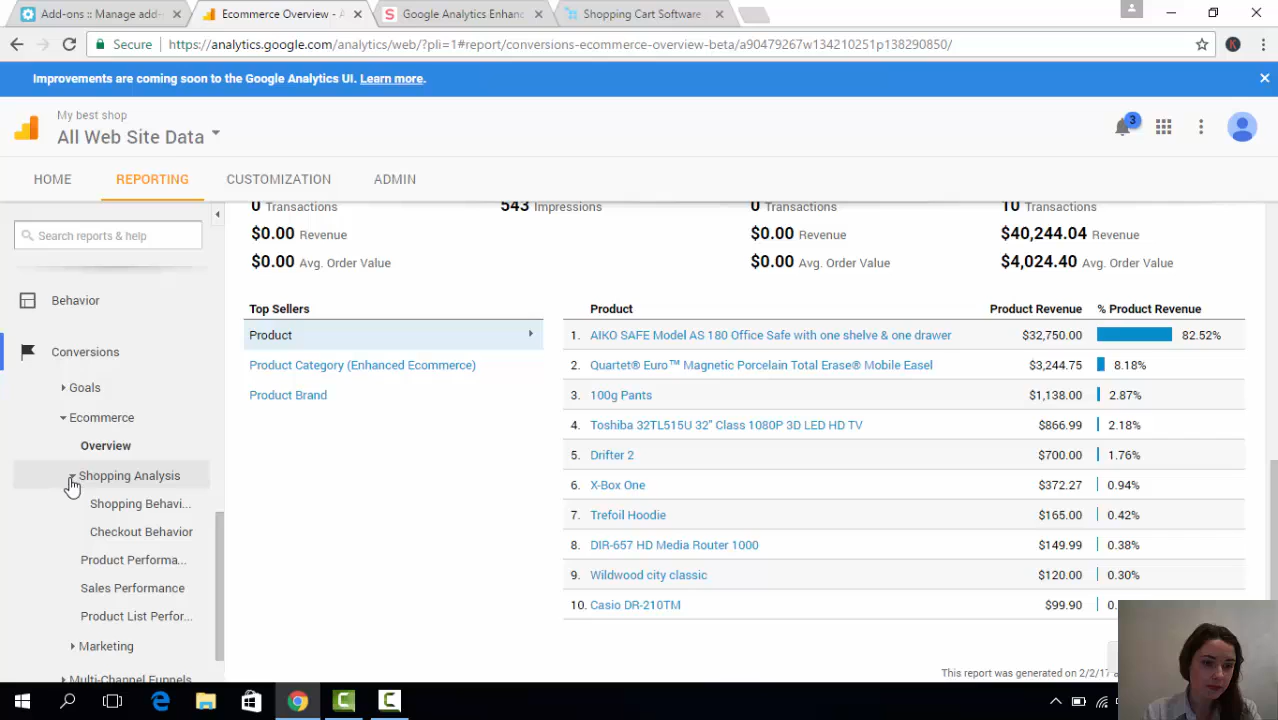 Add-ons :: Manage add-
Ecommerce Overview - A
Google Analytics Enhanc
Shopping Cart Software
Secure
https://analytics.google.com/analytics/web/?pli=1#report/conversions-ecommerce-overview-beta/a90479267w134210251p138290850/
Improvements are coming soon to the Google Analytics UI. Learn more.
My best shop
All Web Site Data
3
HOME
REPORTING
CUSTOMIZATION
ADMIN
Search reports & help
Behavior
Conversions
Goals
Ecommerce
Overview
Shopping Analysis
Shopping Behavi...
Checkout Behavior
Product Performa...
Sales Performance
Product List Perfor...
Marketing
Multi-Channel Funnels
0 Transactions
543 Impressions
0 Transactions
10 Transactions
$0.00 Revenue
$0.00 Revenue
$40,244.04 Revenue
$0.00 Avg. Order Value
$0.00 Avg. Order Value
$4,024.40 Avg. Order Value
Top Sellers
Product
Product Category (Enhanced Ecommerce)
Product Brand
Product Product Revenue % Product Revenue
1. AIKO SAFE Model AS 180 Office Safe with one shelve & one drawer $32,750.00 82.52%
2. Quartet® Euro™ Magnetic Porcelain Total Erase® Mobile Easel $3,244.75 8.18%
3. 100g Pants $1,138.00 2.87%
4. Toshiba 32TL515U 32" Class 1080P 3D LED HD TV $866.99 2.18%
5. Drifter 2 $700.00 1.76%
6. X-Box One $372.27 0.94%
7. Trefoil Hoodie $165.00 0.42%
8. DIR-657 HD Media Router 1000 $149.99 0.38%
9. Wildwood city classic $120.00 0.30%
10. Casio DR-210TM $99.90 0.
This report was generated on 2/2/17